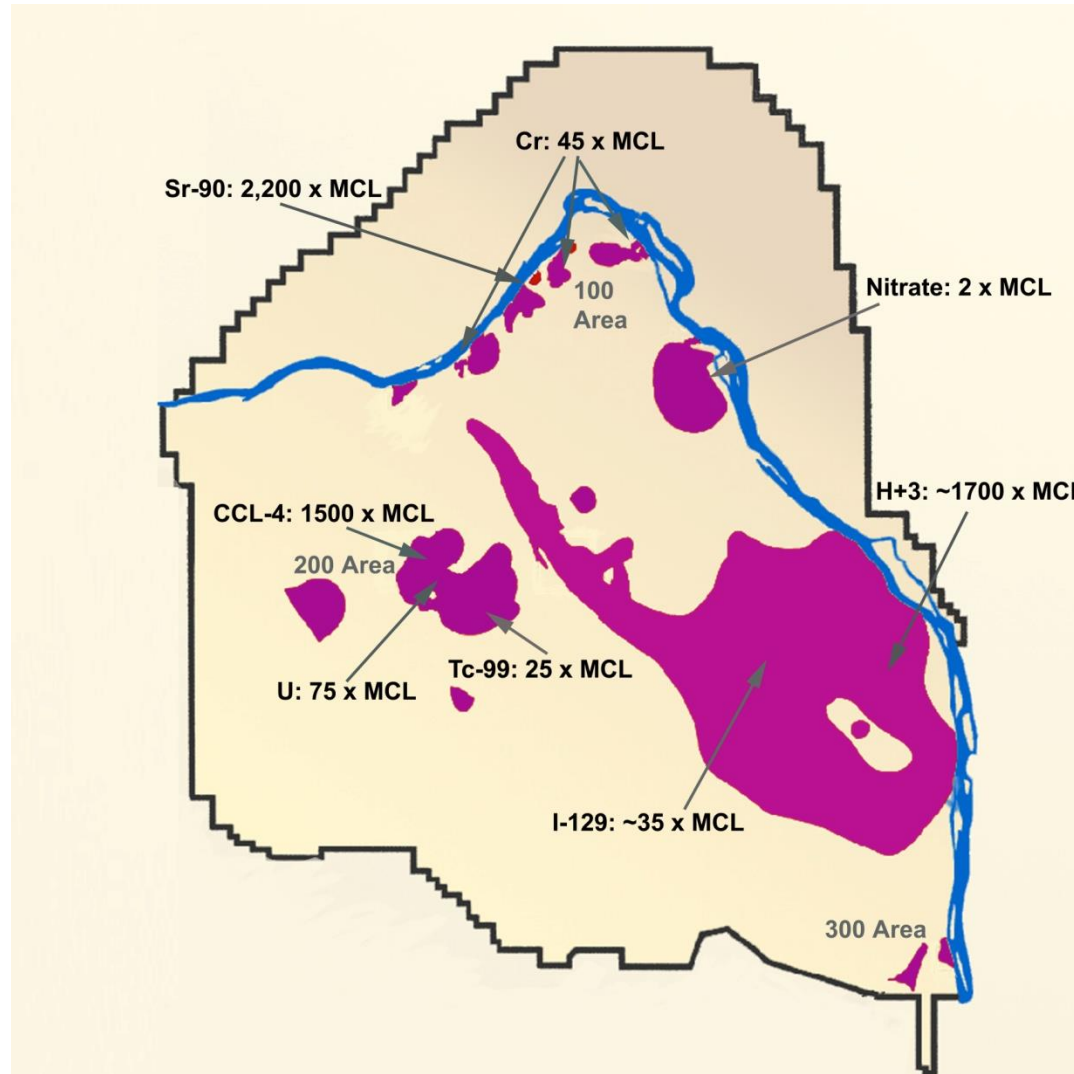 Cr: 45 x MCL
Sr-90: 2,200 x MCL
Nitrate: 2 x MCL
100
Area
H+3: ~1700 x MCL
CCL-4: 1500 x MCL
200 Area
Tc-99: 25 x MCL
U: 75 x MCL
I-129: ~35 x MCL
300 Area